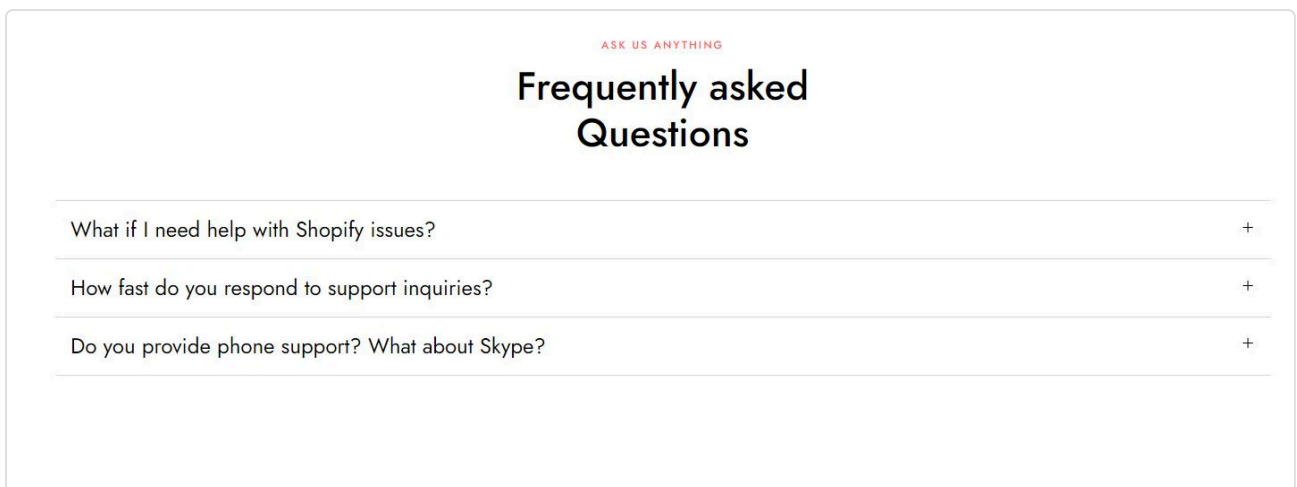 ASK US ANYTHING
Frequently asked
Questions
What if I need help with Shopify issues?
+
How fast do you respond to support inquiries?
+
Do you provide phone support? What about Skype?
+